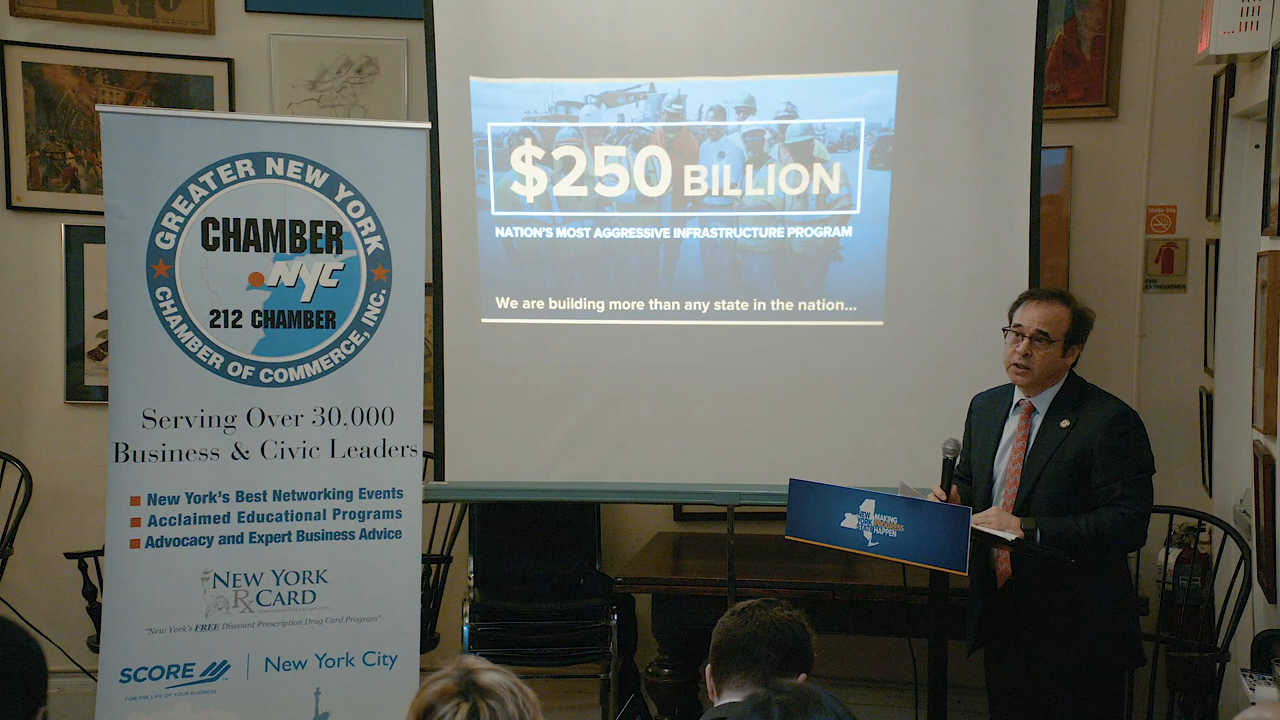 GREATER NEW YORK
CHAMBER
NYC
212 CHAMBER
CHAMBER OF COMMERCE, INC.
Serving Over 30,000
Business & Civic Leaders
New York's Best Networking Events
Acclaimed Educational Programs
Advocacy and Expert Business Advice
NEW YORK
RX CARD
"New York's FREE Discount Prescription Drug Card Program"
SCORE
FOR THE LIFE OF YOUR BUSINESS
New York City
$250 BILLION
NATION'S MOST AGGRESSIVE INFRASTRUCTURE PROGRAM
We are building more than any state in the nation...
NEW YORK STATE
MAKING PROGRESS HAPPEN
FIRE EXTINGUISHER